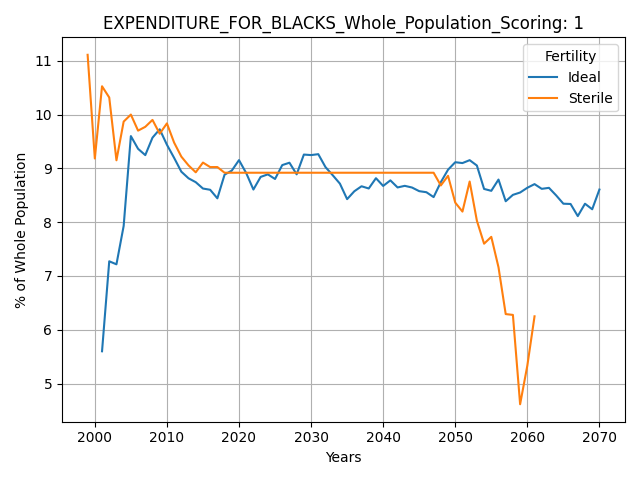 EXPENDITURE_FOR_BLACKS_Whole_Population_Scoring: 1
Fertility
Ideal
Sterile
% of Whole Population
11
10
9
8
7
6
5
2000 2010 2020 2030 2040 2050 2060 2070
Years